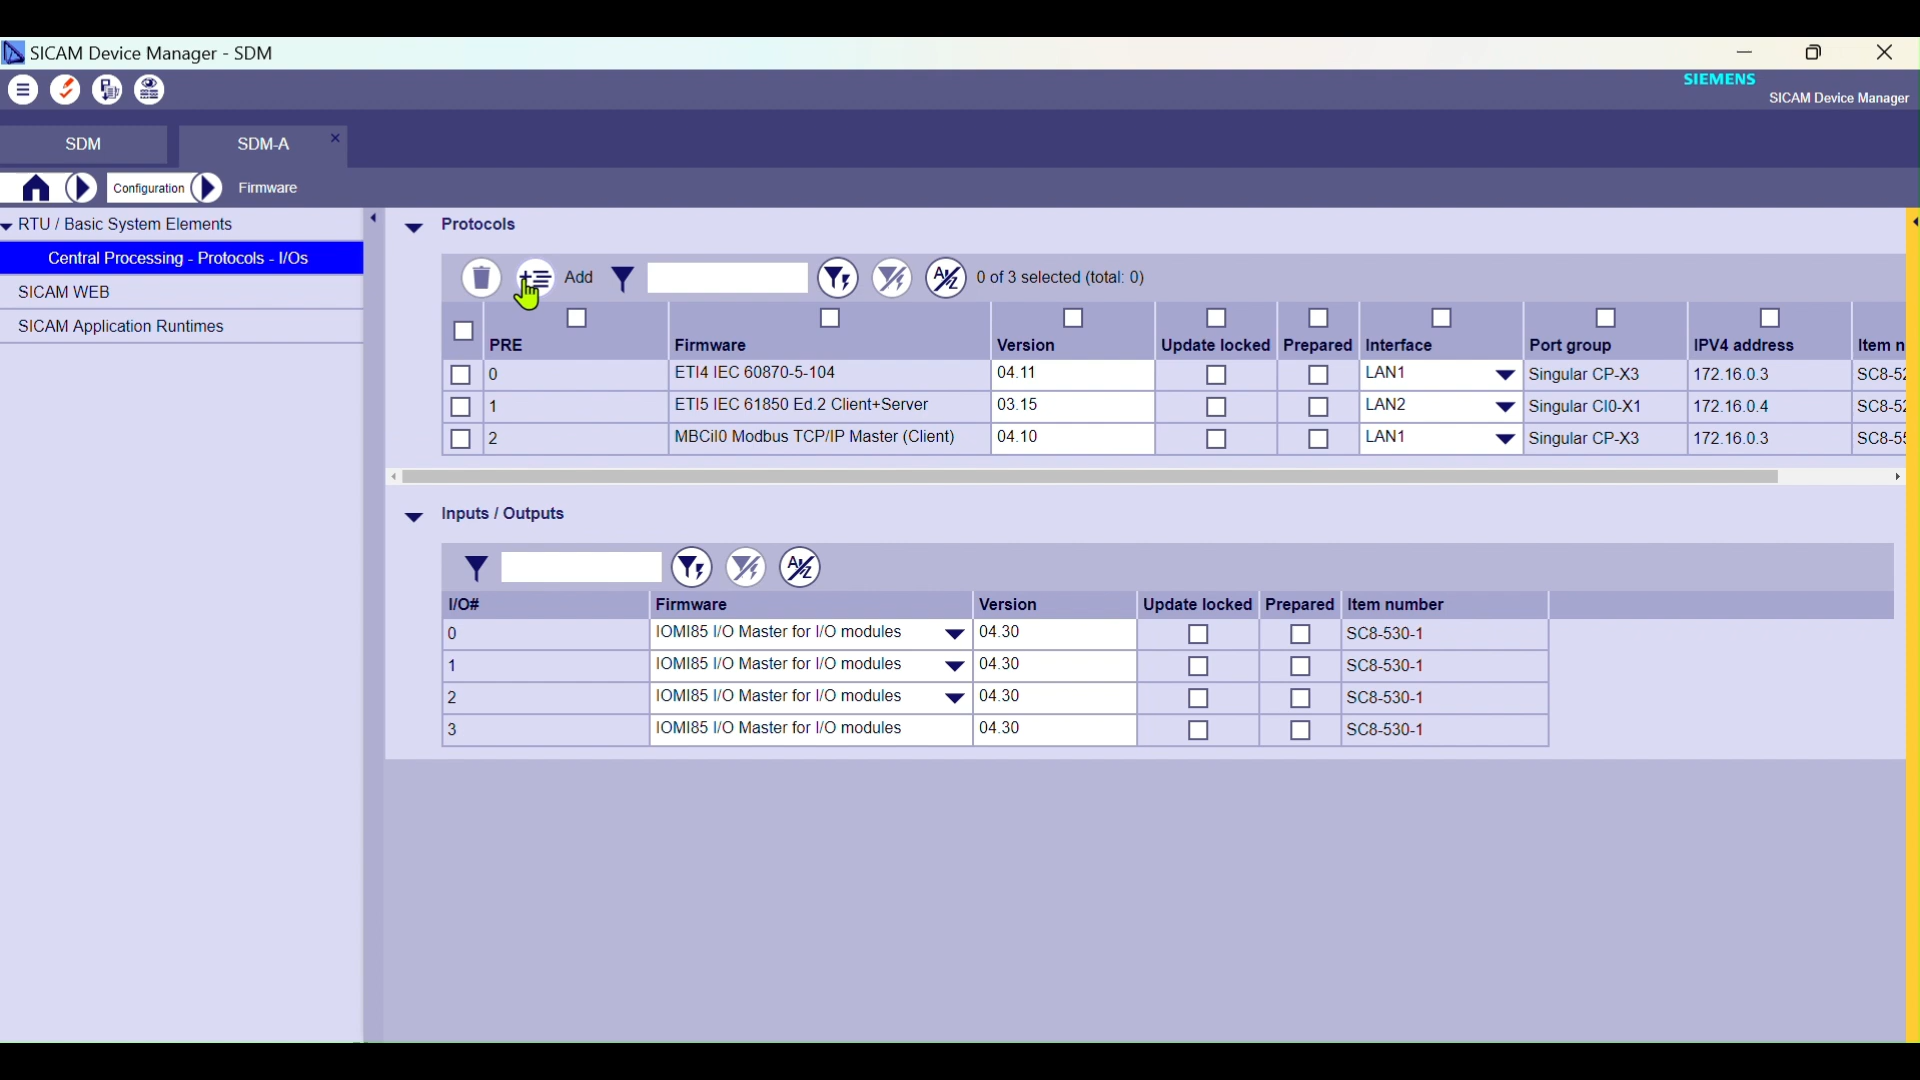 SICAM Device Manager - SDM
SIEMENS
SICAM Device Manager
SDM
SDM-A
Configuration
Firmware
RTU / Basic System Elements
Central Processing - Protocols - I/Os
SICAM WEB
SICAM Application Runtimes
Protocols
Add
0 of 3 selected (total: 0)
PRE Firmware Version Update locked Prepared Interface Port group IPV4 address Item n
0 ETI4 IEC 60870-5-104 04.11 LAN1 Singular CP-X3 172.16.0.3 SC8-52
1 ETI5 IEC 61850 Ed.2 Client+Server 03.15 LAN2 Singular CI0-X1 172.16.0.4 SC8-52
2 MBCiI0 Modbus TCP/IP Master (Client) 04.10 LAN1 Singular CP-X3 172.16.0.3 SC8-55
Inputs / Outputs
I/O# Firmware Version Update locked Prepared Item number
0 IOMI85 I/O Master for I/O modules 04.30 SC8-530-1
1 IOMI85 I/O Master for I/O modules 04.30 SC8-530-1
2 IOMI85 I/O Master for I/O modules 04.30 SC8-530-1
3 IOMI85 I/O Master for I/O modules 04.30 SC8-530-1